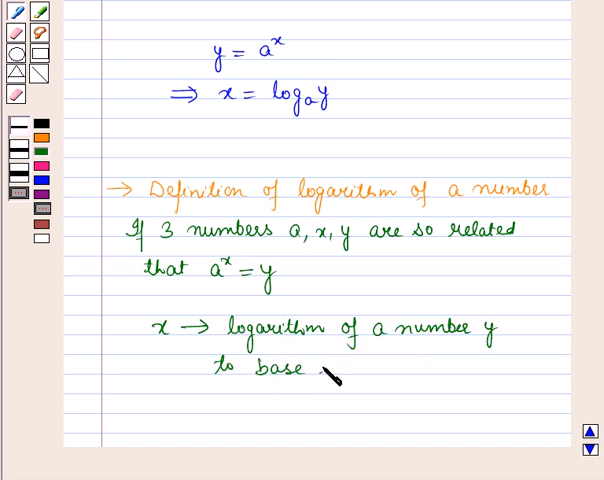 y = a^x
⇒ x = log_a y
→ Definition of logarithm of a number
If 3 numbers a, x, y are so related
that a^x = y
x → logarithm of a number y
to base